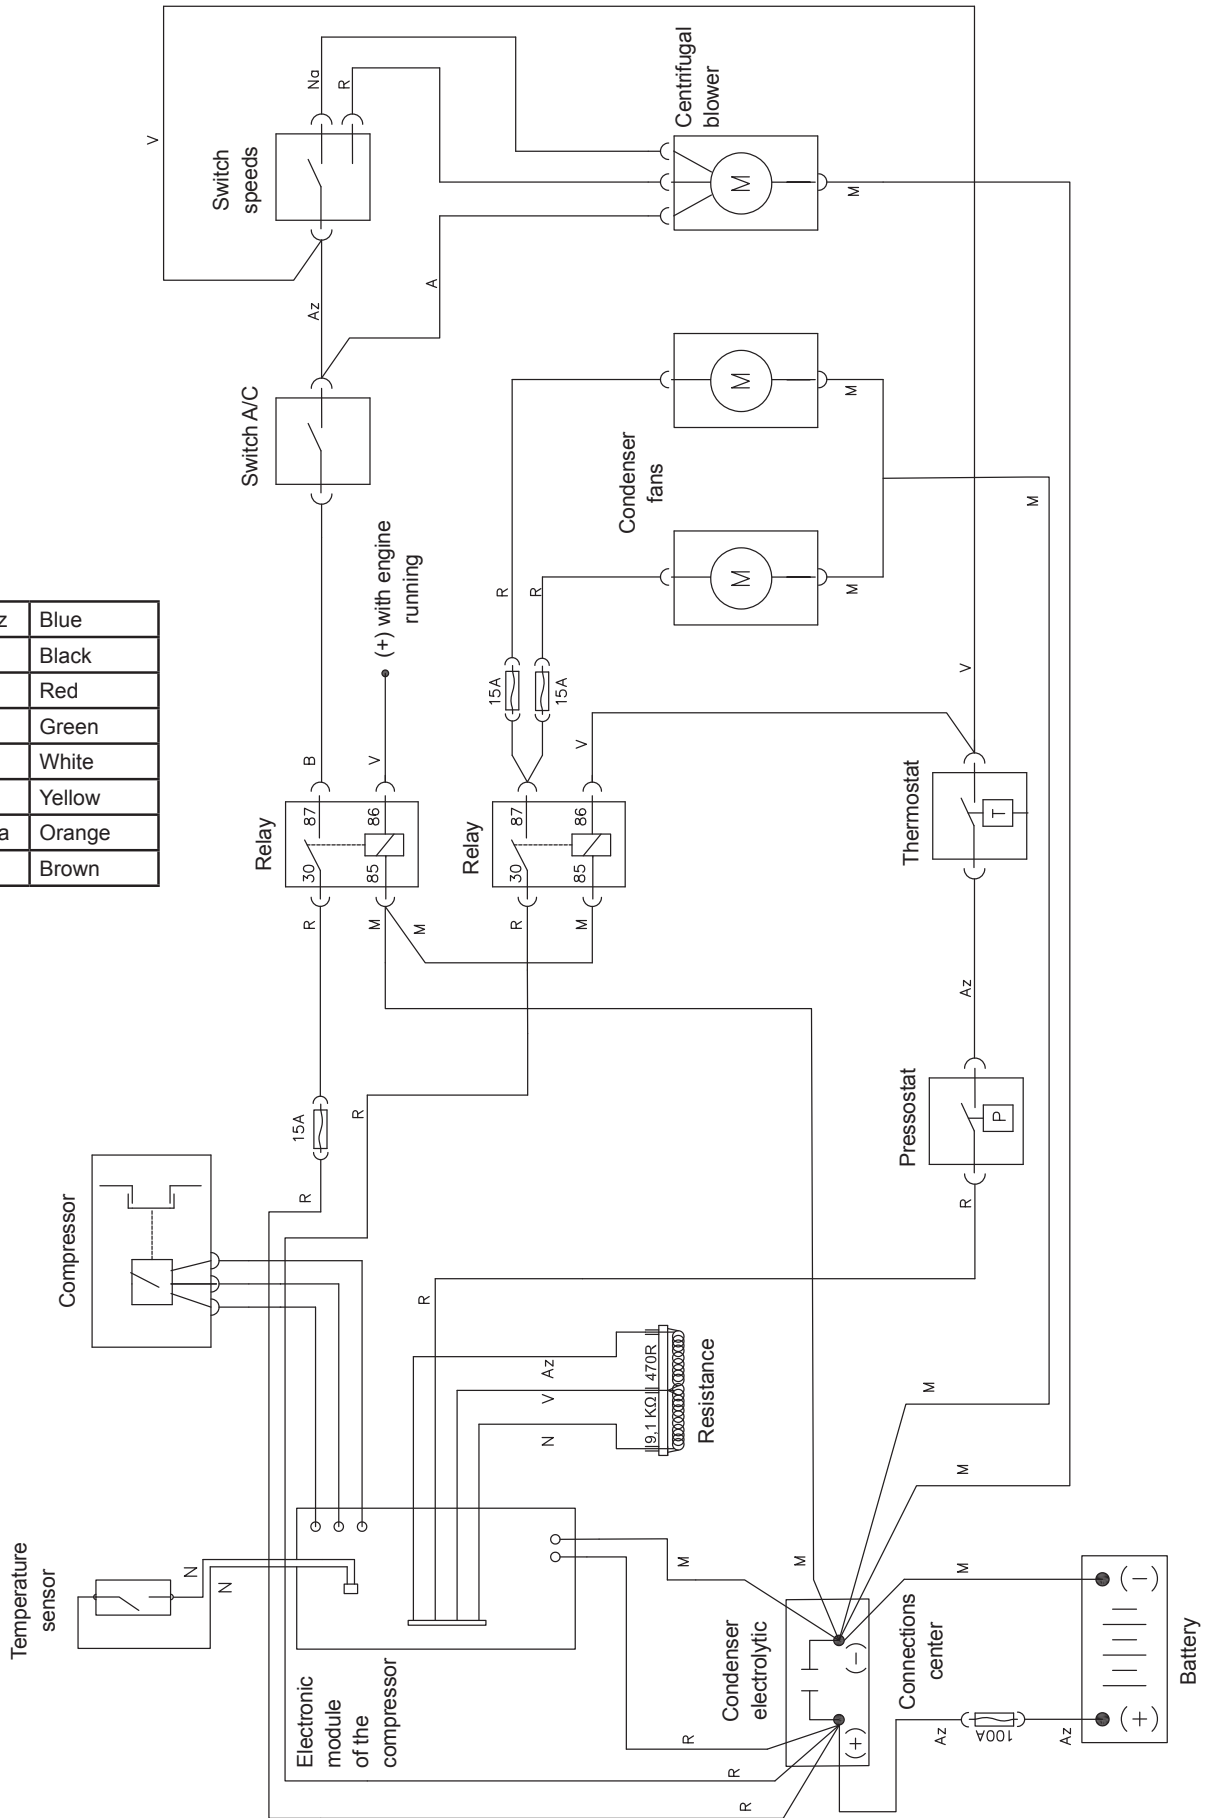 z Blue
Black
Red
Green
White
Yellow
a Orange
Brown
V
Na
R
Switch
speeds
Centrifugal
blower
M
M
Az
A
Switch A/C
M
M
Condenser
fans
M
M
M
(+) with engine
running
R
R
15A
15A
B
V
V
V
Relay
87
30
86
85
Relay
87
30
86
85
Thermostat
T
R
M
M
R
M
Az
Pressostat
P
R
15A
R
R
Compressor
R
Az
V
N
9,1 KΩ
470R
Resistance
M
M
Temperature
sensor
N
N
Electronic
module
of the
compressor
M
M
R
R
R
Condenser
electrolytic
(+)
(−)
Connections
center
M
Az
100A
Az
(+)
(−)
Battery